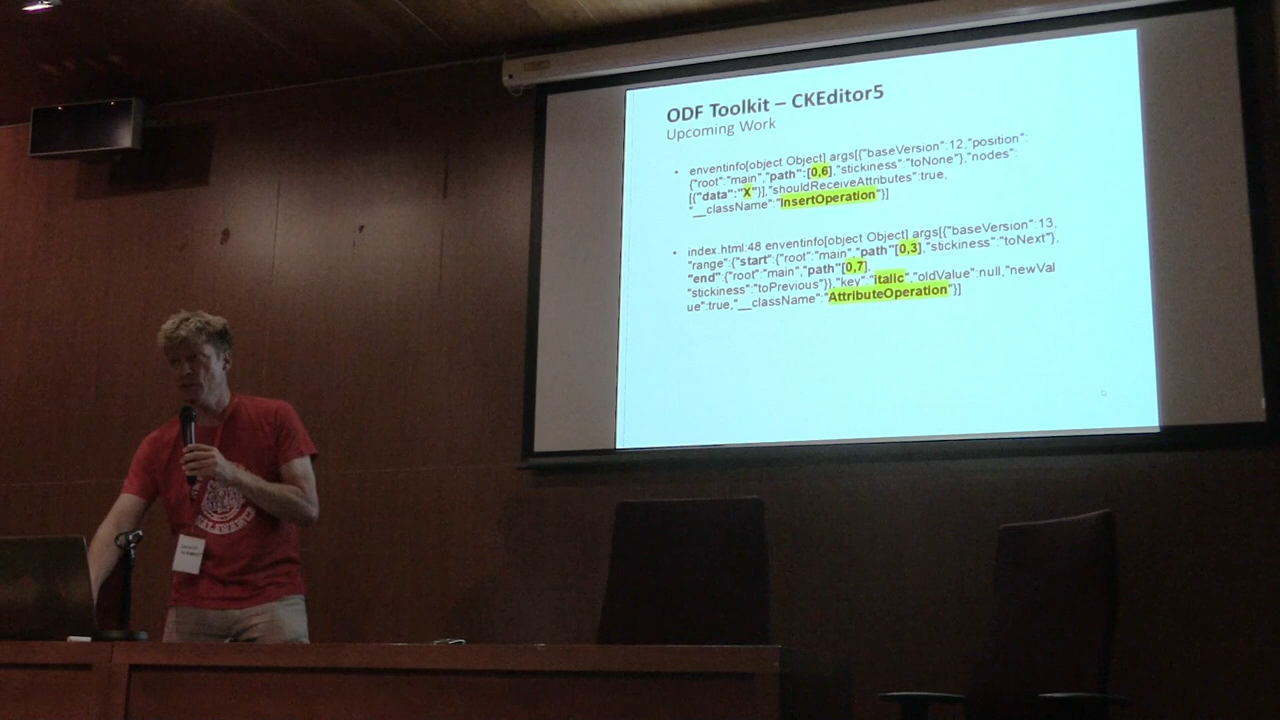 ODF Toolkit – CKEditor5
Upcoming Work
• enventinfo[object Object] args[{"baseVersion":12,"position":
{"root":"main","path":[0,6],"stickiness":"toNone"},"nodes":
[{"data":"X"}],"shouldReceiveAttributes":true,
"__className":"InsertOperation"}]
• index.html:48 enventinfo[object Object] args[{"baseVersion":13,
"range":{"start":{"root":"main","path"[0,3],"stickiness":"toNext"},
"end":{"root":"main","path"[0,7],
"stickiness":"toPrevious"}},"key":"italic","oldValue":null,"newVal
ue":true,"__className":"AttributeOperation"}]